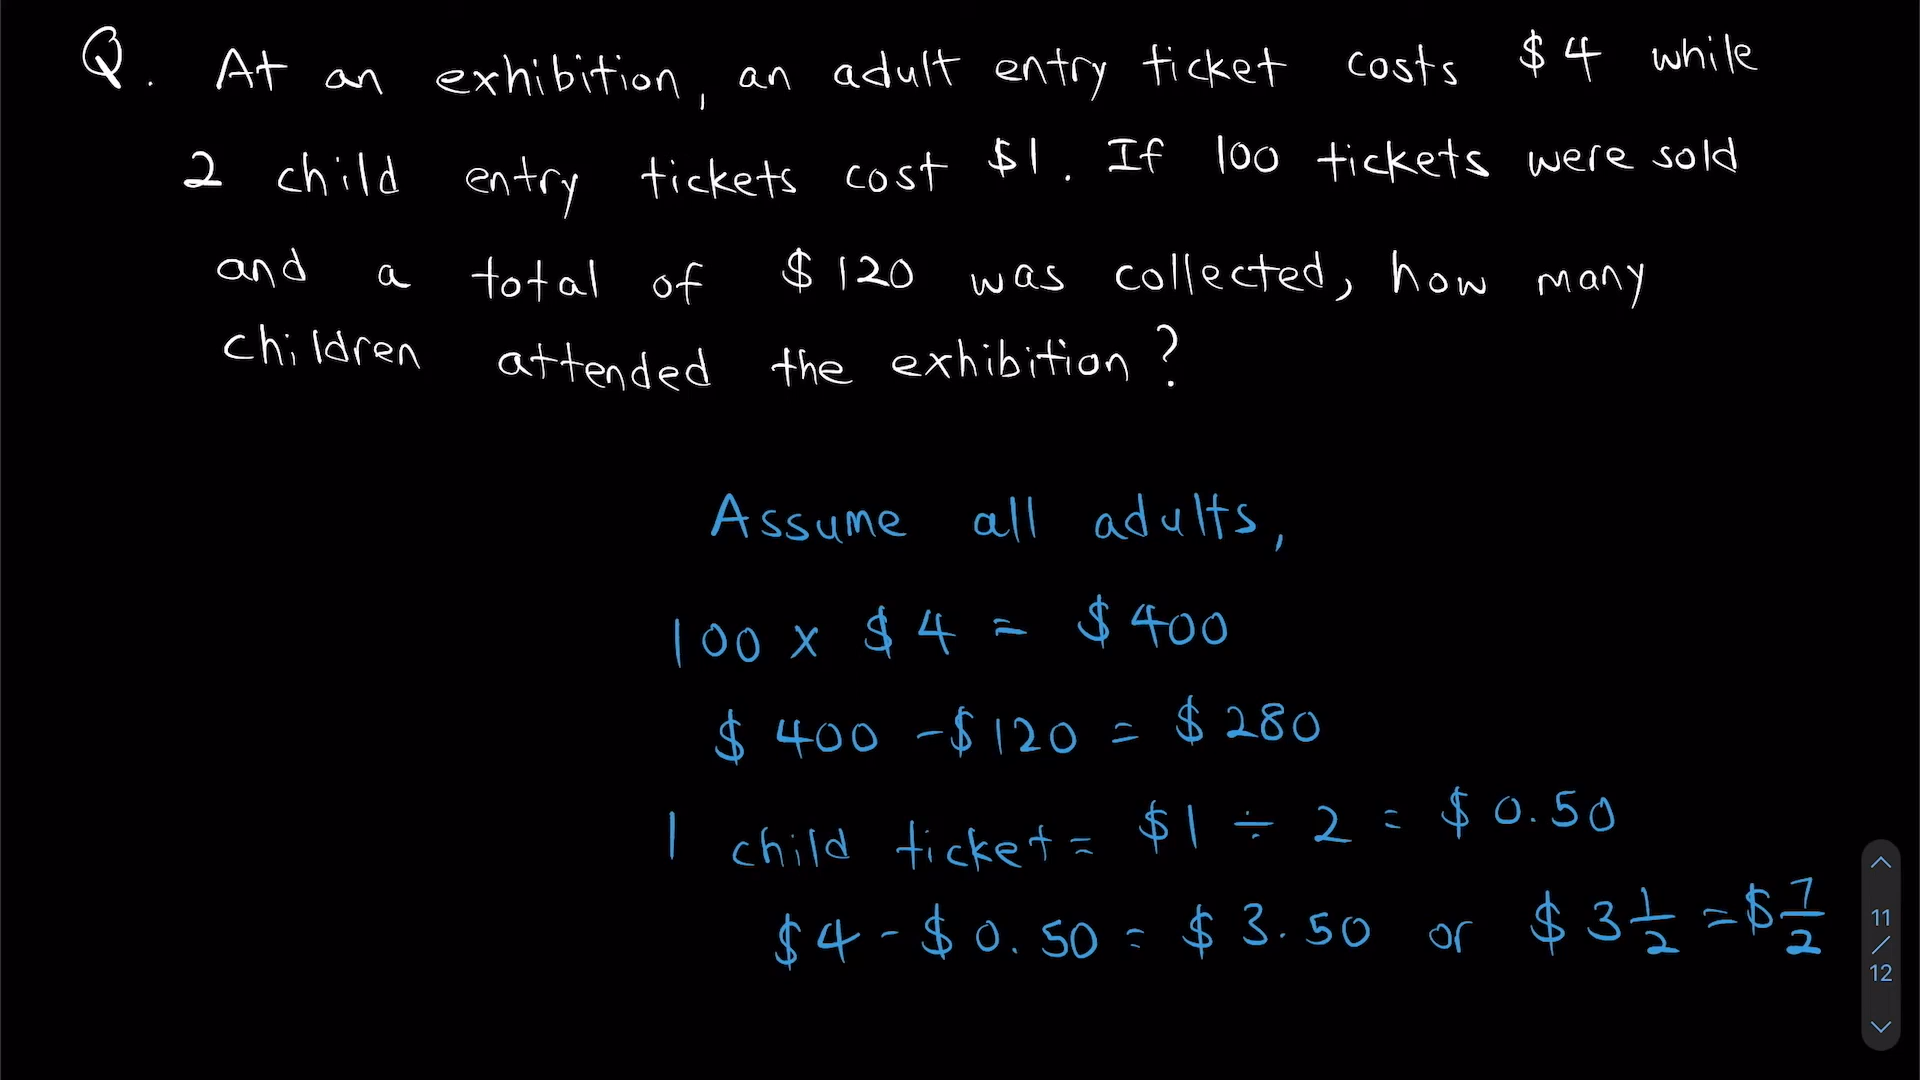 Q. At an exhibition, an adult entry ticket costs $4 while
2 child entry tickets cost $1. If 100 tickets were sold
and a total of $120 was collected, how many
children attended the exhibition?
Assume all adults,
100 x $4 = $400
$400 - $120 = $280
1 child ticket = $1 ÷ 2 = $0.50
$4 - $0.50 = $3.50 or $3 1/2 = $7/2
11
/
12